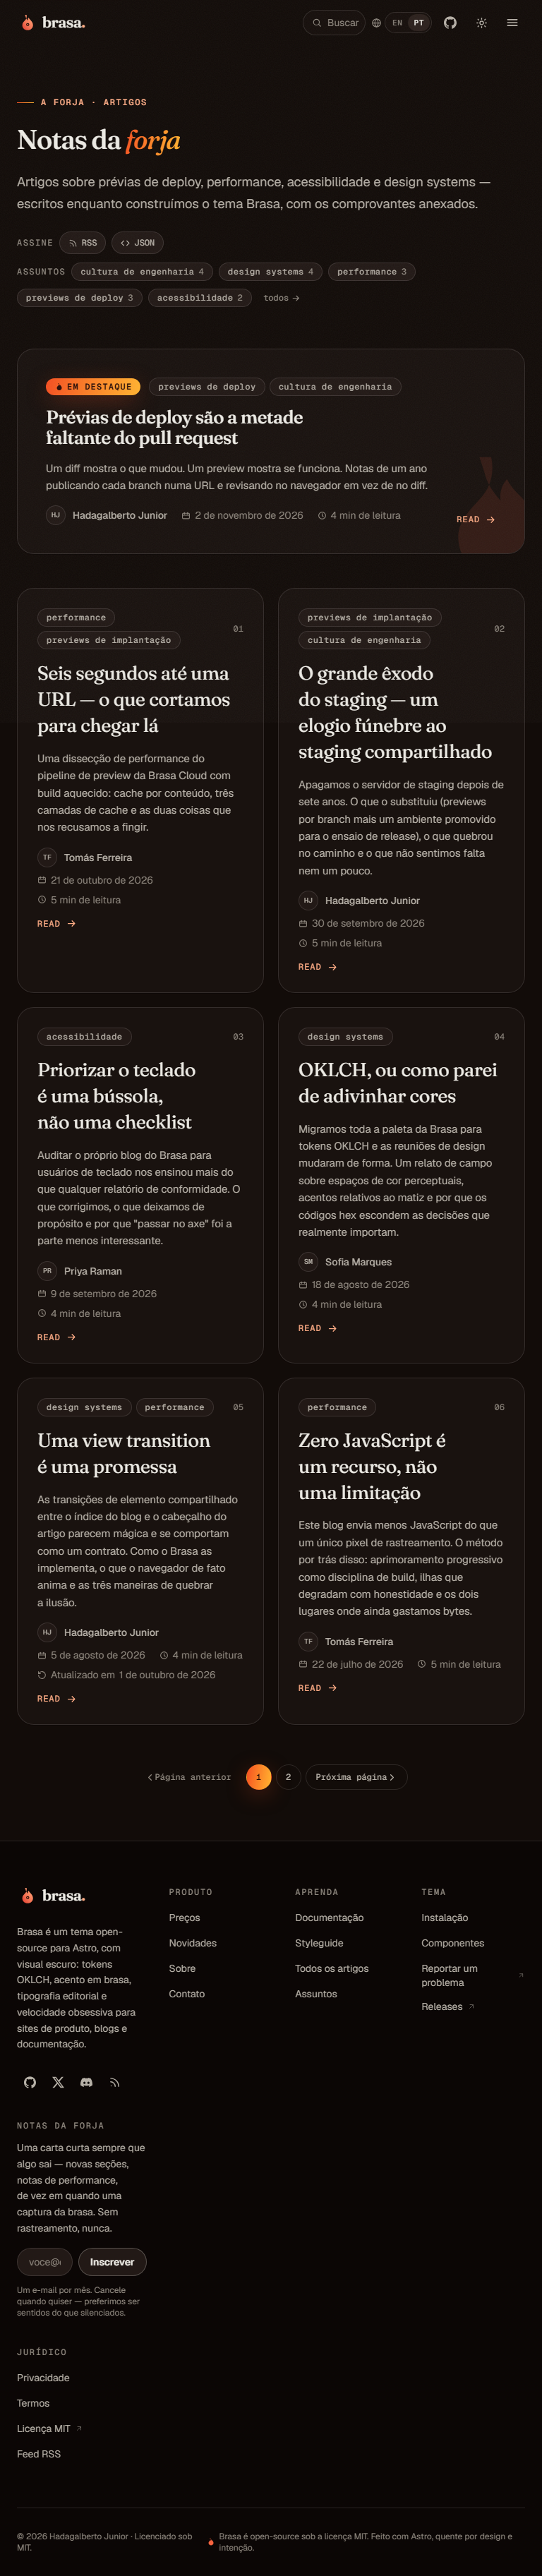 brasa.
Buscar
EN PT
A FORJA · ARTIGOS
Notas da forja
Artigos sobre prévias de deploy, performance, acessibilidade e design systems —
escritos enquanto construímos o tema Brasa, com os comprovantes anexados.
ASSINE RSS JSON
ASSUNTOS cultura de engenharia 4 design systems 4 performance 3
previews de deploy 3 acessibilidade 2 todos →
EM DESTAQUE previews de deploy cultura de engenharia
Prévias de deploy são a metade
faltante do pull request
Um diff mostra o que mudou. Um preview mostra se funciona. Notas de um ano
publicando cada branch numa URL e revisando no navegador em vez de no diff.
HJ Hadagalberto Junior 2 de novembro de 2026 4 min de leitura
READ →
performance
previews de implantação
01
Seis segundos até uma
URL — o que cortamos
para chegar lá
Uma dissecção de performance do
pipeline de preview da Brasa Cloud com
build aquecido: cache por conteúdo, três
camadas de cache e as duas coisas que
nos recusamos a fingir.
TF Tomás Ferreira
21 de outubro de 2026
5 min de leitura
READ →
previews de implantação
cultura de engenharia
02
O grande êxodo
do staging — um
elogio fúnebre ao
staging compartilhado
Apagamos o servidor de staging depois de
sete anos. O que o substituiu (previews
por branch mais um ambiente promovido
para o ensaio de release), o que quebrou
no caminho e o que não sentimos falta
nem um pouco.
HJ Hadagalberto Junior
30 de setembro de 2026
5 min de leitura
READ →
acessibilidade
03
Priorizar o teclado
é uma bússola,
não uma checklist
Auditar o próprio blog do Brasa para
usuários de teclado nos ensinou mais do
que qualquer relatório de conformidade. O
que corrigimos, o que deixamos de
propósito e por que "passar no axe" foi a
parte menos interessante.
PR Priya Raman
9 de setembro de 2026
4 min de leitura
READ →
design systems
04
OKLCH, ou como parei
de adivinhar cores
Migramos toda a paleta da Brasa para
tokens OKLCH e as reuniões de design
mudaram de forma. Um relato de campo
sobre espaços de cor perceptuais,
acentos relativos ao matiz e por que os
códigos hex escondem as decisões que
realmente importam.
SM Sofia Marques
18 de agosto de 2026
4 min de leitura
READ →
design systems performance
05
Uma view transition
é uma promessa
As transições de elemento compartilhado
entre o índice do blog e o cabeçalho do
artigo parecem mágica e se comportam
como um contrato. Como o Brasa as
implementa, o que o navegador de fato
anima e as três maneiras de quebrar
a ilusão.
HJ Hadagalberto Junior
5 de agosto de 2026 4 min de leitura
Atualizado em 1 de outubro de 2026
READ →
performance
06
Zero JavaScript é
um recurso, não
uma limitação
Este blog envia menos JavaScript do que
um único pixel de rastreamento. O método
por trás disso: aprimoramento progressivo
como disciplina de build, ilhas que
degradam com honestidade e os dois
lugares onde ainda gastamos bytes.
TF Tomás Ferreira
22 de julho de 2026 5 min de leitura
READ →
Página anterior 1 2 Próxima página
brasa.
Brasa é um tema open-
source para Astro, com
visual escuro: tokens
OKLCH, acento em brasa,
tipografia editorial e
velocidade obsessiva para
sites de produto, blogs e
documentação.
PRODUTO
Preços
Novidades
Sobre
Contato
APRENDA
Documentação
Styleguide
Todos os artigos
Assuntos
TEMA
Instalação
Componentes
Reportar um
problema
Releases
NOTAS DA FORJA
Uma carta curta sempre que
algo sai — novas seções,
notas de performance,
de vez em quando uma
captura da brasa. Sem
rastreamento, nunca.
voce@ Inscrever
Um e-mail por mês. Cancele
quando quiser — preferimos ser
sentidos do que silenciados.
JURÍDICO
Privacidade
Termos
Licença MIT
Feed RSS
© 2026 Hadagalberto Junior · Licenciado sob
MIT.
Brasa é open-source sob a licença MIT. Feito com Astro, quente por design e
intenção.